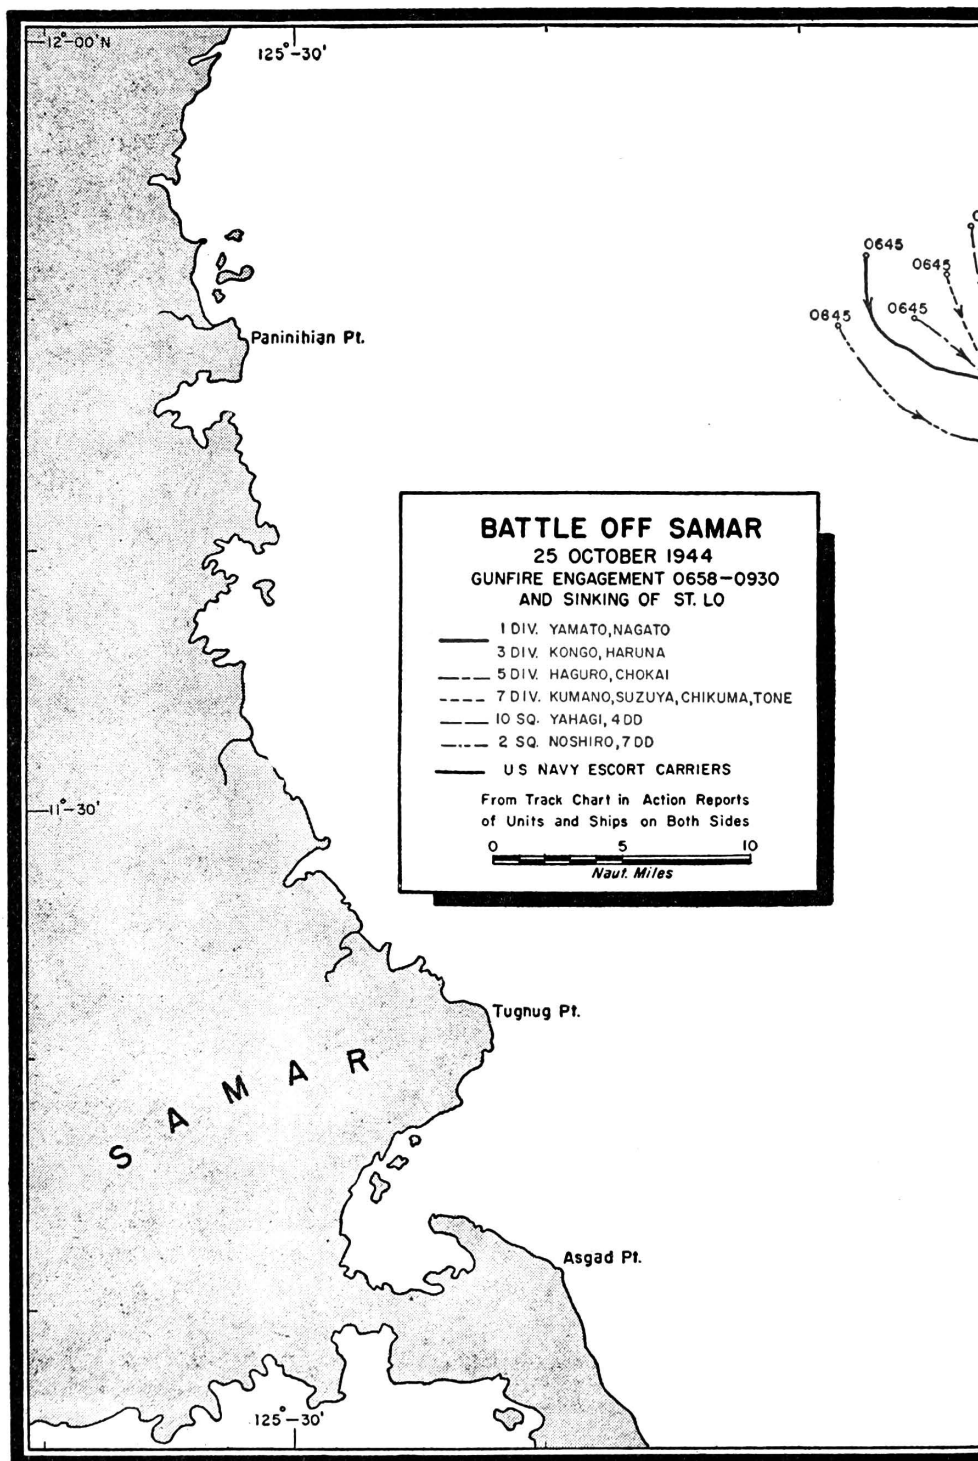 12°-00'N
125°-30'
0645
0645
0645
0645
Paninihian Pt.
BATTLE OFF SAMAR
25 OCTOBER 1944
GUNFIRE ENGAGEMENT 0658-0930
AND SINKING OF ST. LO
1 DIV. YAMATO, NAGATO
3 DIV. KONGO, HARUNA
5 DIV. HAGURO, CHOKAI
7 DIV. KUMANO, SUZUYA, CHIKUMA, TONE
10 SQ. YAHAGI, 4 DD
2 SQ. NOSHIRO, 7 DD
US NAVY ESCORT CARRIERS
From Track Chart in Action Reports
of Units and Ships on Both Sides
0 5 10
Naut. Miles
11°-30'
Tugnug Pt.
SAMAR
Asgad Pt.
125°-30'